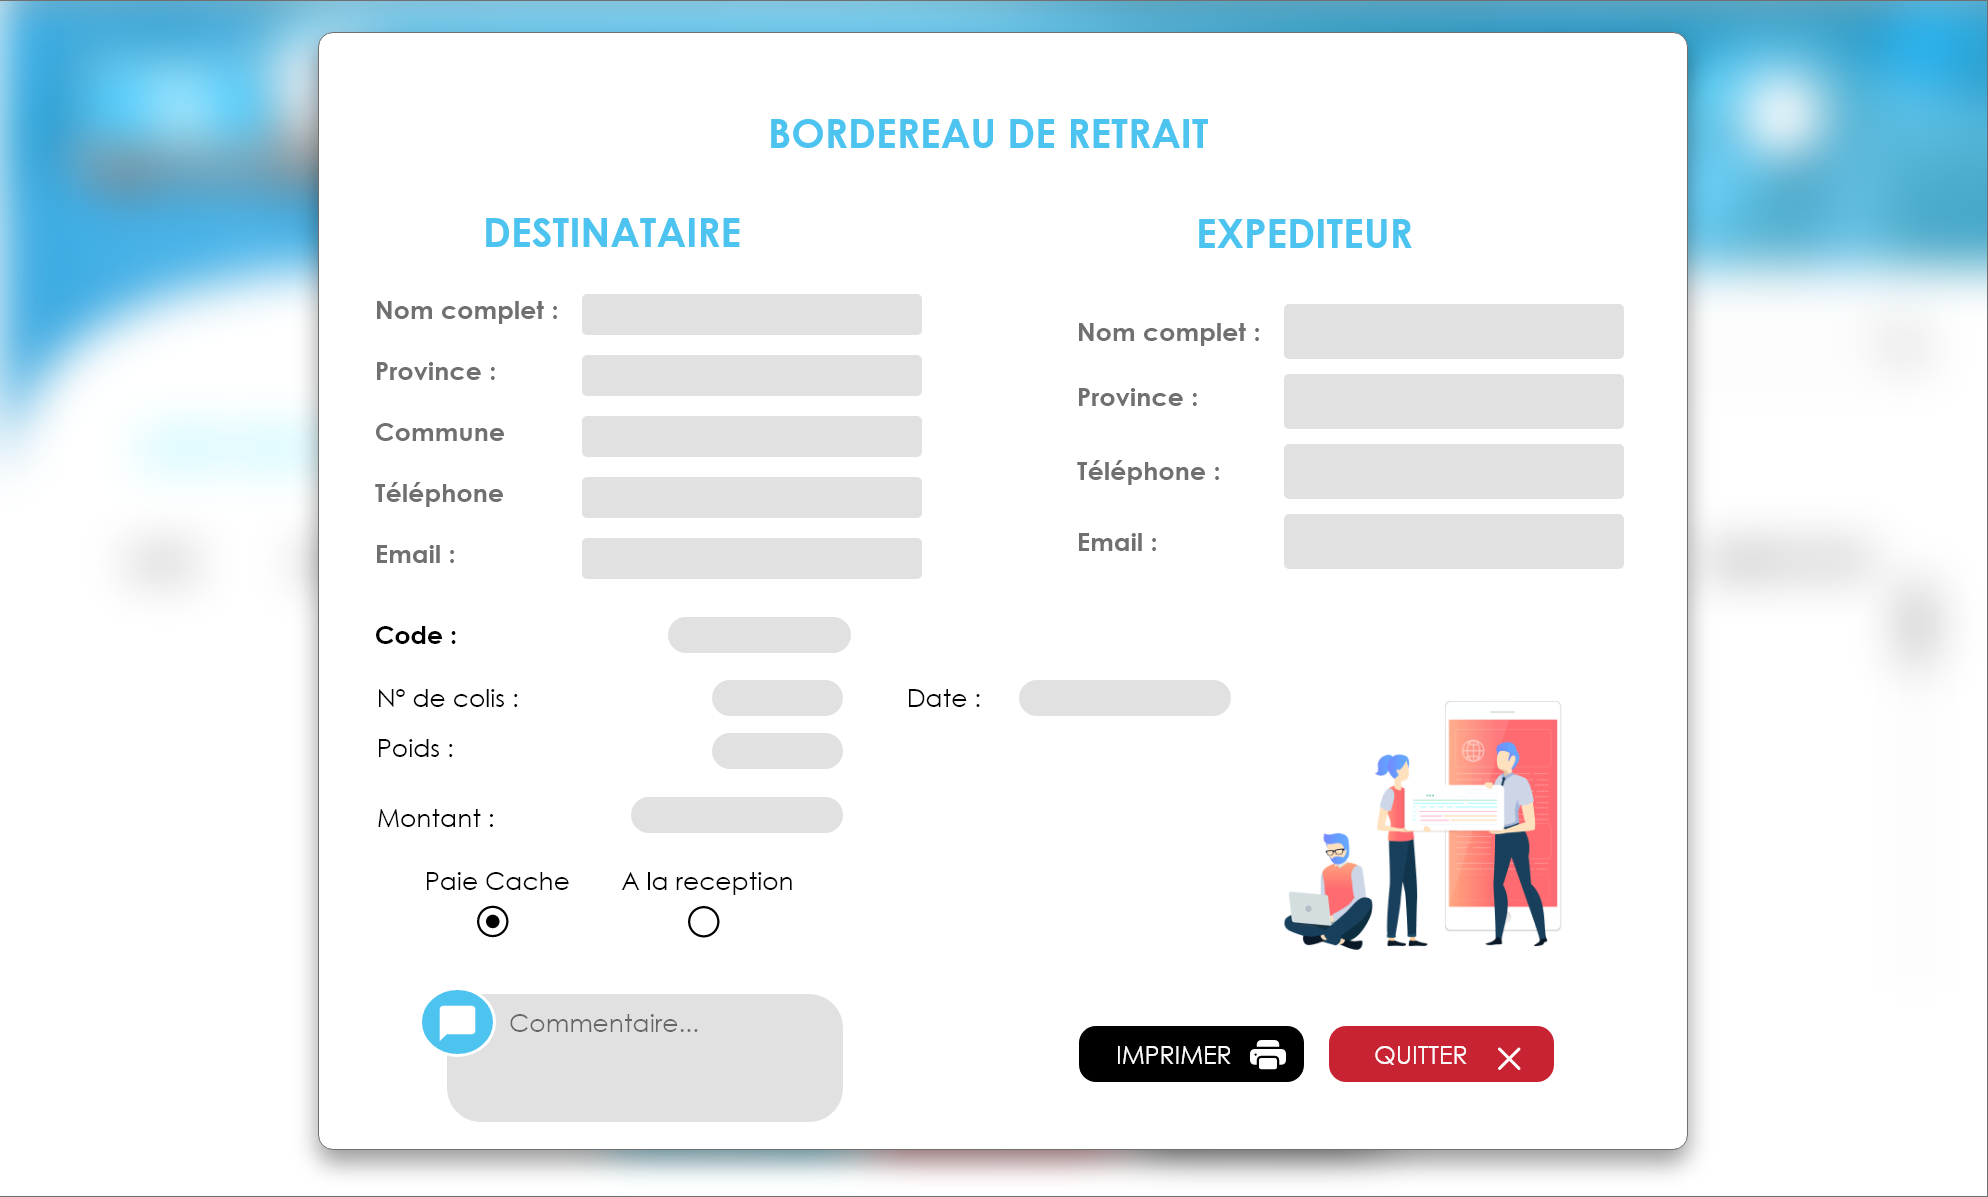 BORDEREAU DE RETRAIT
DESTINATAIRE
Nom complet :
Province :
Commune
Téléphone
Email :
EXPEDITEUR
Nom complet :
Province :
Téléphone :
Email :
Code :
N° de colis :
Date :
Poids :
Montant :
Paie Cache
A la reception
Commentaire...
IMPRIMER
QUITTER